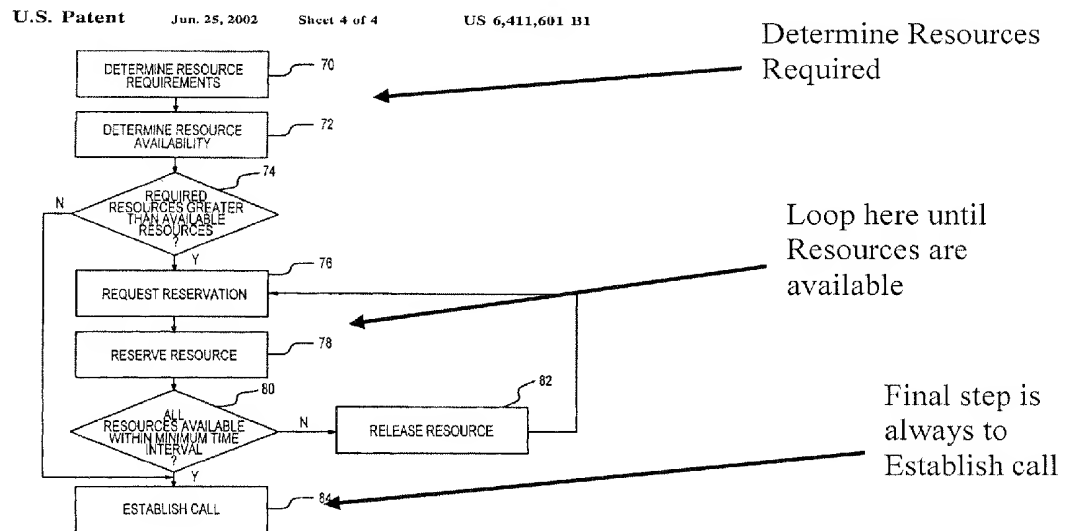 U.S. Patent Jun. 25, 2002 Sheet 4 of 4 US 6,411,601 B1
Determine Resources
Required
DETERMINE RESOURCE
REQUIREMENTS
70
DETERMINE RESOURCE
AVAILABILITY
72
74
N
REQUIRED
RESOURCES GREATER
THAN AVAILABLE
RESOURCES
?
Y
Loop here until
Resources are
available
76
REQUEST RESERVATION
RESERVE RESOURCE
78
80
ALL
RESOURCES AVAILABLE
WITHIN MINIMUM TIME
INTERVAL
?
N
Y
82
RELEASE RESOURCE
Final step is
always to
Establish call
84
ESTABLISH CALL